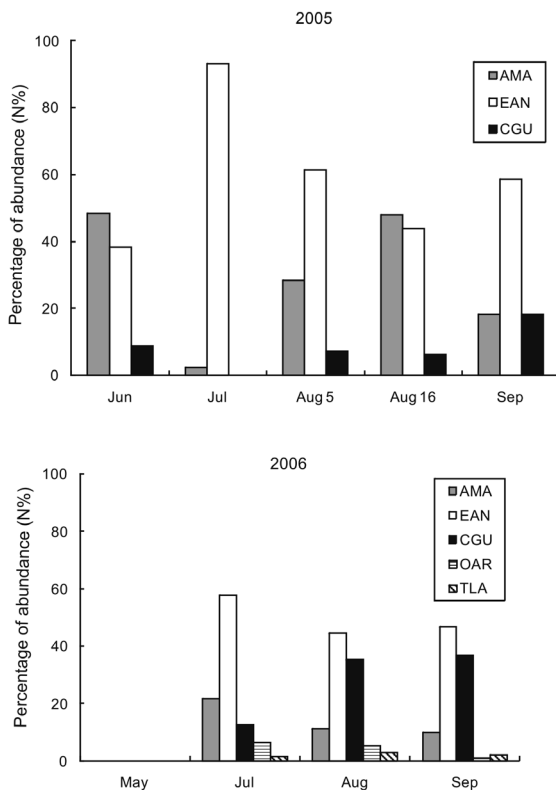 2005
100
80
60
40
20
0
Percentage of abundance (N%)
AMA
EAN
CGU
Jun Jul Aug 5 Aug 16 Sep
2006
100
80
60
40
20
0
Percentage of abundance (N%)
AMA
EAN
CGU
OAR
TLA
May Jul Aug Sep